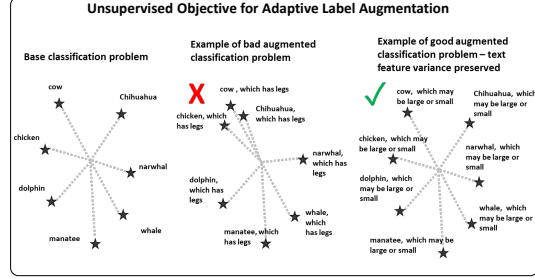 Unsupervised Objective for Adaptive Label Augmentation
Base classification problem
cow
Chihuahua
chicken
narwhal
dolphin
whale
manatee
Example of bad augmented
classification problem
cow , which has legs
Chihuahua,
which has legs
chicken, which
has legs
narwhal,
which has
legs
dolphin,
which has
legs
whale,
which has
legs
manatee, which
has legs
Example of good augmented
classification problem – text
feature variance preserved
cow, which may
be large or small
Chihuahua, which
may be large or
small
chicken, which may
be large or small
narwhal, which may
be large or
small
dolphin, which
may be large or
small
whale, which
may be large or
small
manatee, which may be
large or small